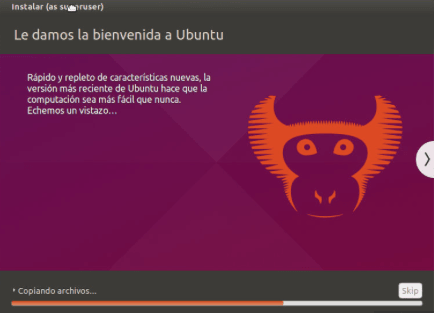 Instalar (as superuser)
Le damos la bienvenida a Ubuntu
Rápido y repleto de características nuevas, la
versión más reciente de Ubuntu hace que la
computación sea más fácil que nunca.
Echemos un vistazo...
Copiando archivos...
Skip